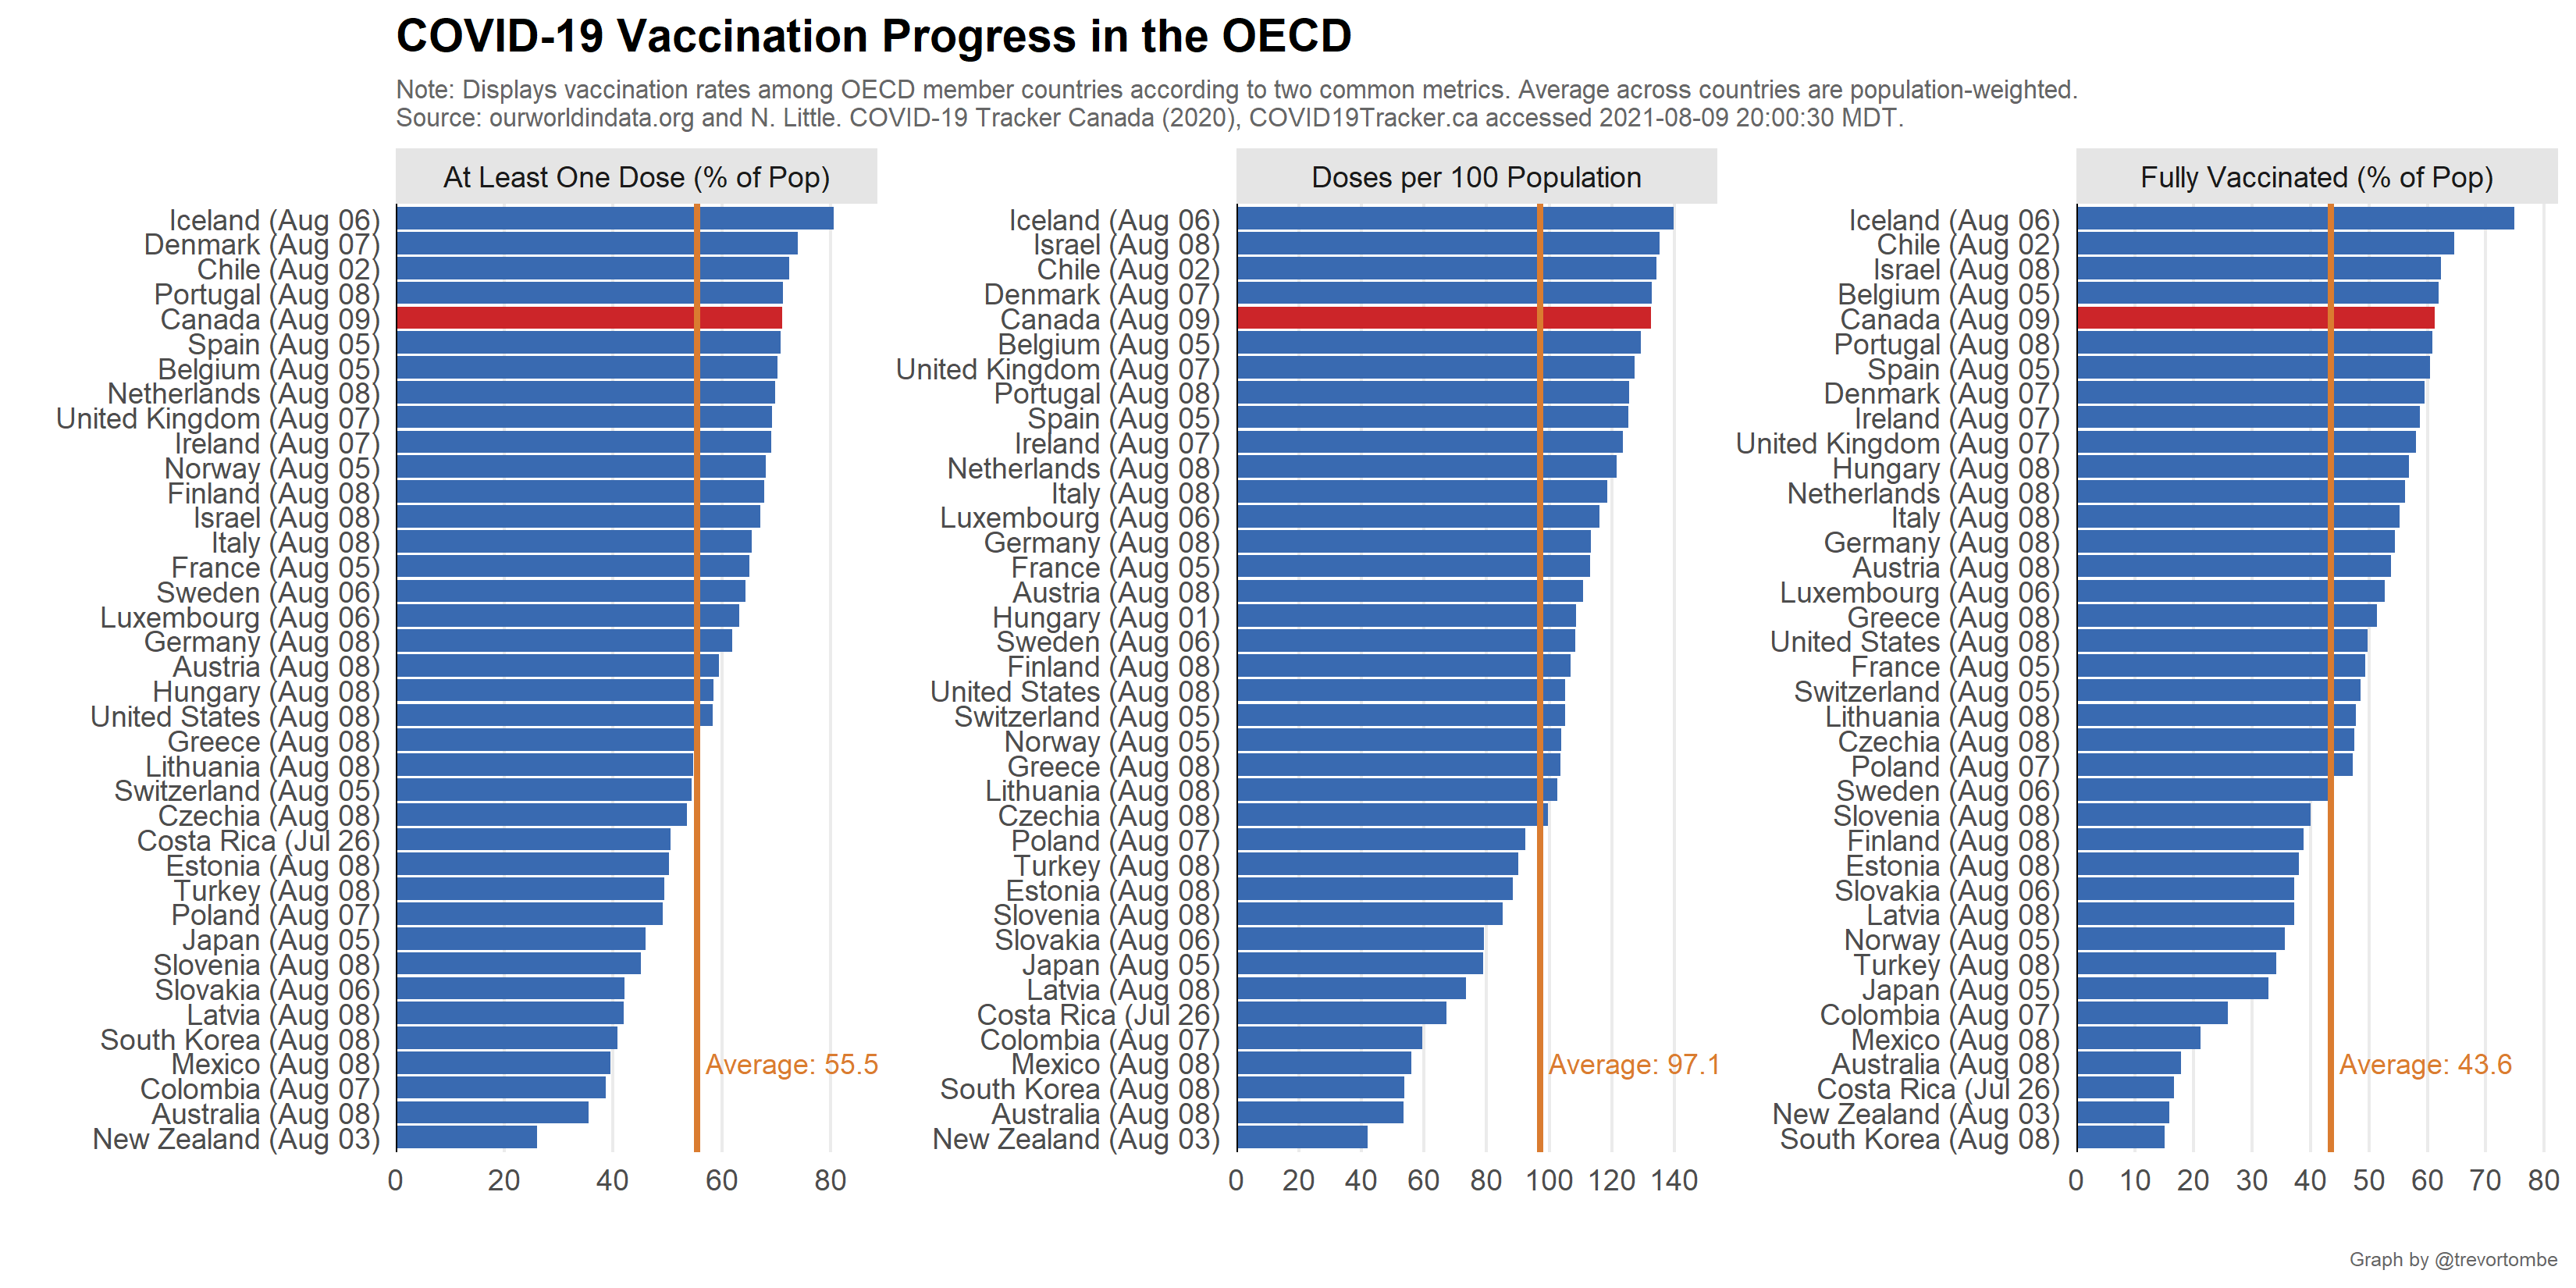 COVID-19 Vaccination Progress in the OECD
Note: Displays vaccination rates among OECD member countries according to two common metrics. Average across countries are population-weighted.
Source: ourworldindata.org and N. Little. COVID-19 Tracker Canada (2020), COVID19Tracker.ca accessed 2021-08-09 20:00:30 MDT.
At Least One Dose (% of Pop)
Iceland (Aug 06)
Denmark (Aug 07)
Chile (Aug 02)
Portugal (Aug 08)
Canada (Aug 09)
Spain (Aug 05)
Belgium (Aug 05)
Netherlands (Aug 08)
United Kingdom (Aug 07)
Ireland (Aug 07)
Norway (Aug 05)
Finland (Aug 08)
Israel (Aug 08)
Italy (Aug 08)
France (Aug 05)
Sweden (Aug 06)
Luxembourg (Aug 06)
Germany (Aug 08)
Austria (Aug 08)
Hungary (Aug 08)
United States (Aug 08)
Greece (Aug 08)
Lithuania (Aug 08)
Switzerland (Aug 05)
Czechia (Aug 08)
Costa Rica (Jul 26)
Estonia (Aug 08)
Turkey (Aug 08)
Poland (Aug 07)
Japan (Aug 05)
Slovenia (Aug 08)
Slovakia (Aug 06)
Latvia (Aug 08)
South Korea (Aug 08)
Mexico (Aug 08)
Colombia (Aug 07)
Australia (Aug 08)
New Zealand (Aug 03)
Average: 55.5
0 20 40 60 80
Doses per 100 Population
Iceland (Aug 06)
Israel (Aug 08)
Chile (Aug 02)
Denmark (Aug 07)
Canada (Aug 09)
Belgium (Aug 05)
United Kingdom (Aug 07)
Portugal (Aug 08)
Spain (Aug 05)
Ireland (Aug 07)
Netherlands (Aug 08)
Italy (Aug 08)
Luxembourg (Aug 06)
Germany (Aug 08)
France (Aug 05)
Austria (Aug 08)
Hungary (Aug 01)
Sweden (Aug 06)
Finland (Aug 08)
United States (Aug 08)
Switzerland (Aug 05)
Norway (Aug 05)
Greece (Aug 08)
Lithuania (Aug 08)
Czechia (Aug 08)
Poland (Aug 07)
Turkey (Aug 08)
Estonia (Aug 08)
Slovenia (Aug 08)
Slovakia (Aug 06)
Japan (Aug 05)
Latvia (Aug 08)
Costa Rica (Jul 26)
Colombia (Aug 07)
Mexico (Aug 08)
South Korea (Aug 08)
Australia (Aug 08)
New Zealand (Aug 03)
Average: 97.1
0 20 40 60 80 100 120 140
Fully Vaccinated (% of Pop)
Iceland (Aug 06)
Chile (Aug 02)
Israel (Aug 08)
Belgium (Aug 05)
Canada (Aug 09)
Portugal (Aug 08)
Spain (Aug 05)
Denmark (Aug 07)
Ireland (Aug 07)
United Kingdom (Aug 07)
Hungary (Aug 08)
Netherlands (Aug 08)
Italy (Aug 08)
Germany (Aug 08)
Austria (Aug 08)
Luxembourg (Aug 06)
Greece (Aug 08)
United States (Aug 08)
France (Aug 05)
Switzerland (Aug 05)
Lithuania (Aug 08)
Czechia (Aug 08)
Poland (Aug 07)
Sweden (Aug 06)
Slovenia (Aug 08)
Finland (Aug 08)
Estonia (Aug 08)
Slovakia (Aug 06)
Latvia (Aug 08)
Norway (Aug 05)
Turkey (Aug 08)
Japan (Aug 05)
Colombia (Aug 07)
Mexico (Aug 08)
Australia (Aug 08)
Costa Rica (Jul 26)
New Zealand (Aug 03)
South Korea (Aug 08)
Average: 43.6
0 10 20 30 40 50 60 70 80
Graph by @trevortombe